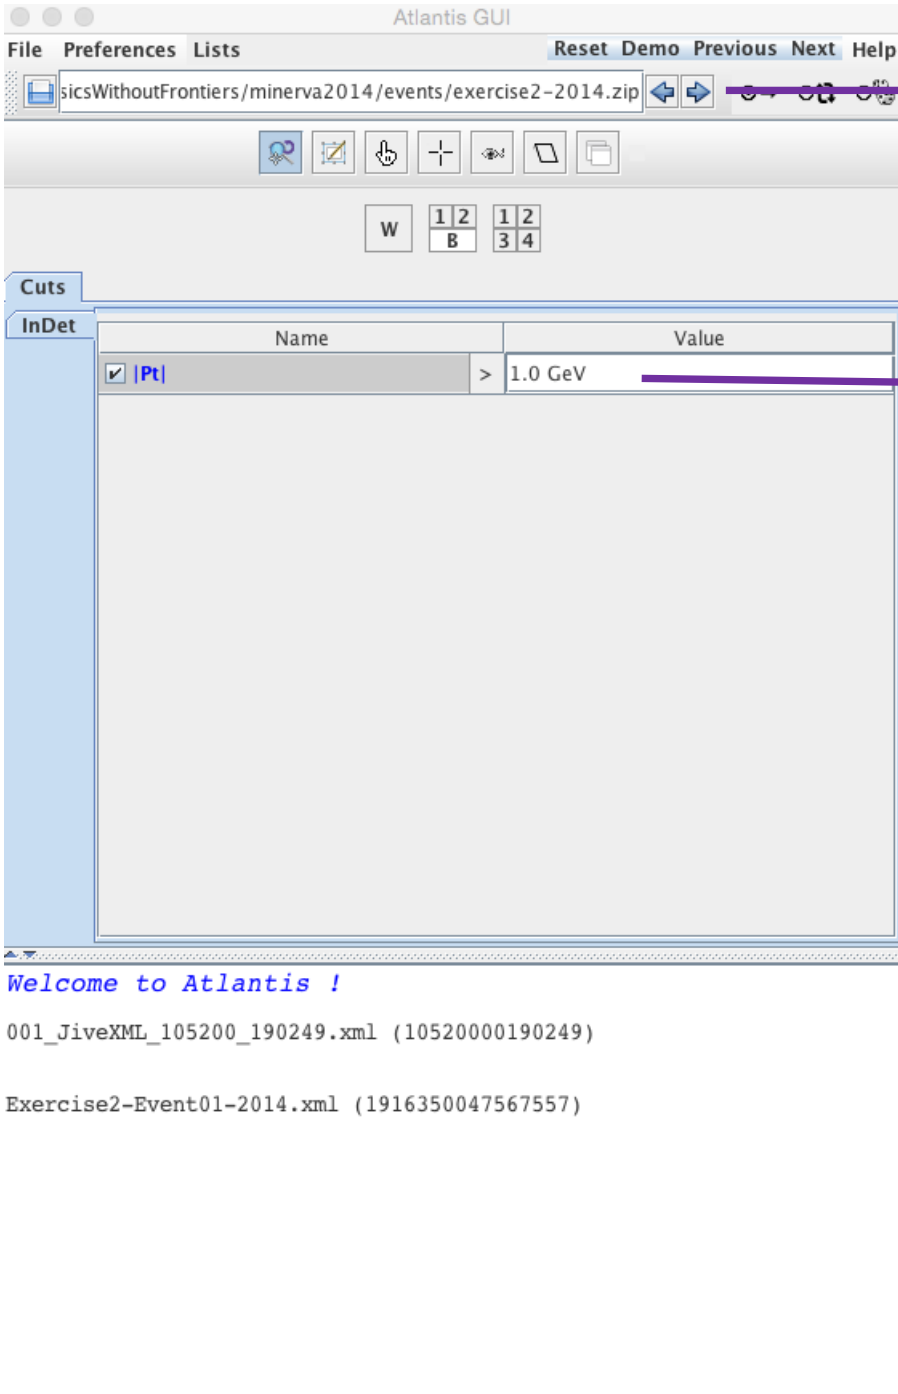 Atlantis GUI
File Preferences Lists Reset Demo Previous Next Help
sicsWithoutFrontiers/minerva2014/events/exercise2-2014.zip
W 1 2 B 1 2 3 4
Cuts
InDet
Name Value
|Pt| > 1.0 GeV
Welcome to Atlantis !
001_JiveXML_105200_190249.xml (10520000190249)
Exercise2-Event01-2014.xml (1916350047567557)